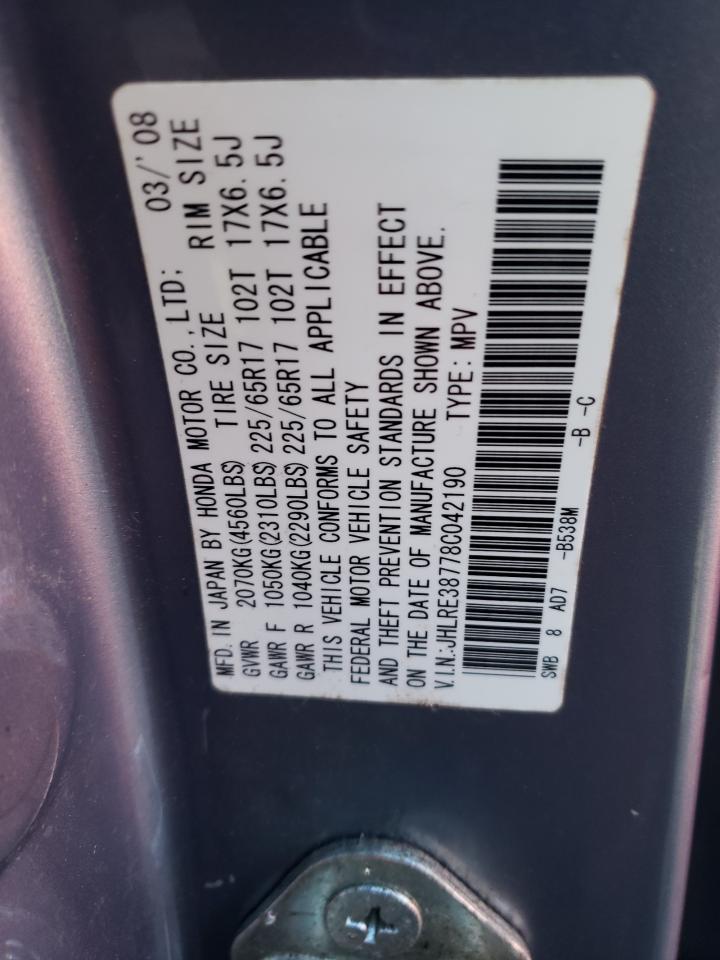 MFD. IN JAPAN BY HONDA MOTOR CO.,LTD: 03/'08
GVWR 2070KG(4560LBS) TIRE SIZE RIM SIZE
GAWR F 1050KG(2310LBS) 225/65R17 102T 17X6.5J
GAWR R 1040KG(2290LBS) 225/65R17 102T 17X6.5J
THIS VEHICLE CONFORMS TO ALL APPLICABLE
FEDERAL MOTOR VEHICLE SAFETY
AND THEFT PREVENTION STANDARDS IN EFFECT
ON THE DATE OF MANUFACTURE SHOWN ABOVE.
V.I.N.:JHLRE38778C042190 TYPE: MPV
SWB 8 AD7 -B538M -B -C